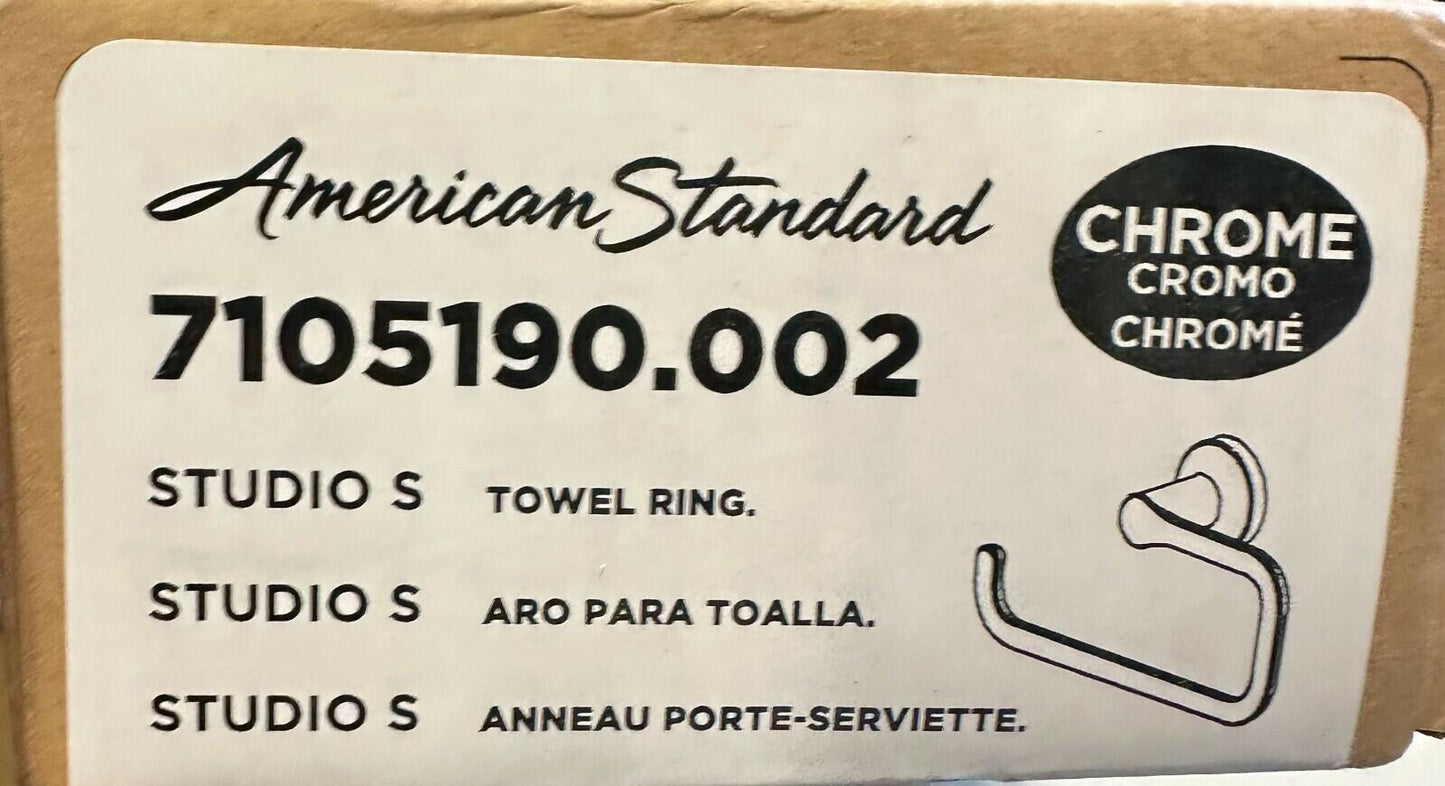 American Standard
CHROME
CROMO
CHROMÉ
7105190.002
STUDIO S TOWEL RING.
STUDIO S ARO PARA TOALLA.
STUDIO S ANNEAU PORTE-SERVIETTE.